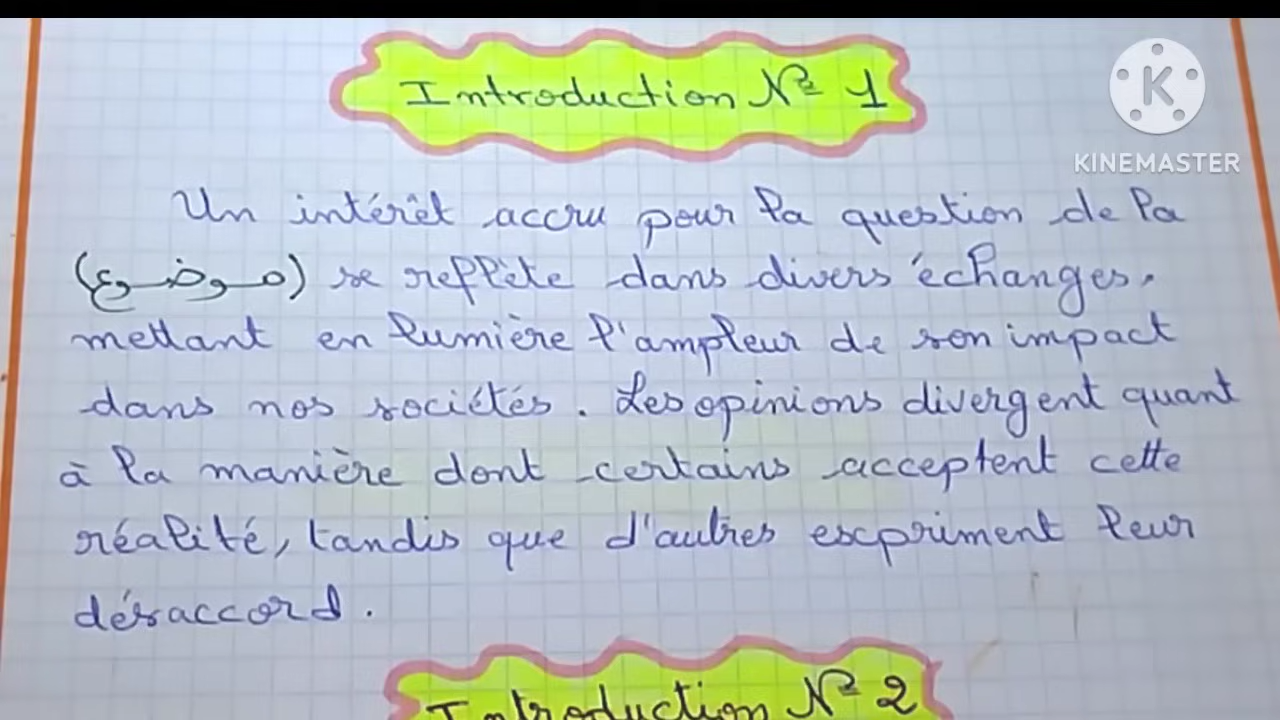 Introduction N° 1
K
KINEMASTER
Un intérêt accru pour la question de la
(موضوع) se reflète dans divers échanges,
mettant en lumière l'ampleur de son impact
dans nos sociétés. Les opinions divergent quant
à la manière dont certains acceptent cette
réalité, tandis que d'autres escpriment leur
désaccord.
Introduction N° 2